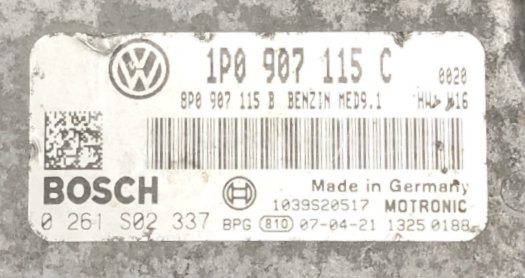 1P0 907 115 C 0020
8P0 907 115 B BENZIN MED9.1 HW> H16
BOSCH
Made in Germany
1039S20517 MOTRONIC
0 261 S02 337 BPG 810 07-04-21 1325 0188